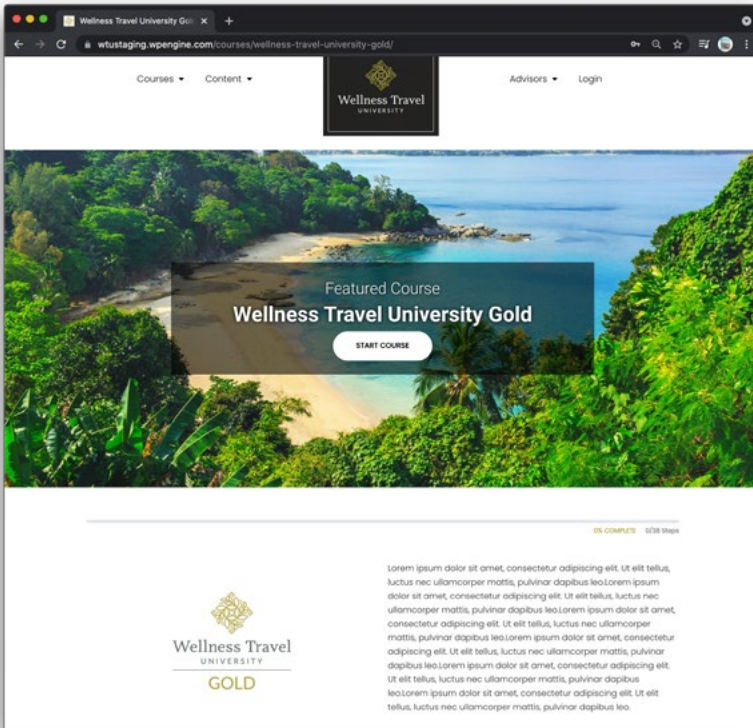 Wellness Travel University Gol
wtustaging.wpengine.com/courses/wellness-travel-university-gold/
Courses Content
Wellness Travel
UNIVERSITY
Advisors Login
Featured Course
Wellness Travel University Gold
START COURSE
0% COMPLETE 0/38 Steps
Wellness Travel
UNIVERSITY
GOLD
Lorem ipsum dolor sit amet, consectetur adipiscing elit. Ut elit tellus,
luctus nec ullamcorper mattis, pulvinar dapibus leo.Lorem ipsum
dolor sit amet, consectetur adipiscing elit. Ut elit tellus, luctus nec
ullamcorper mattis, pulvinar dapibus leo.Lorem ipsum dolor sit amet,
consectetur adipiscing elit. Ut elit tellus, luctus nec ullamcorper
mattis, pulvinar dapibus leo.Lorem ipsum dolor sit amet, consectetur
adipiscing elit. Ut elit tellus, luctus nec ullamcorper mattis, pulvinar
dapibus leo.Lorem ipsum dolor sit amet, consectetur adipiscing elit.
Ut elit tellus, luctus nec ullamcorper mattis, pulvinar dapibus
leo.Lorem ipsum dolor sit amet, consectetur adipiscing elit. Ut elit
tellus, luctus nec ullamcorper mattis, pulvinar dapibus leo.